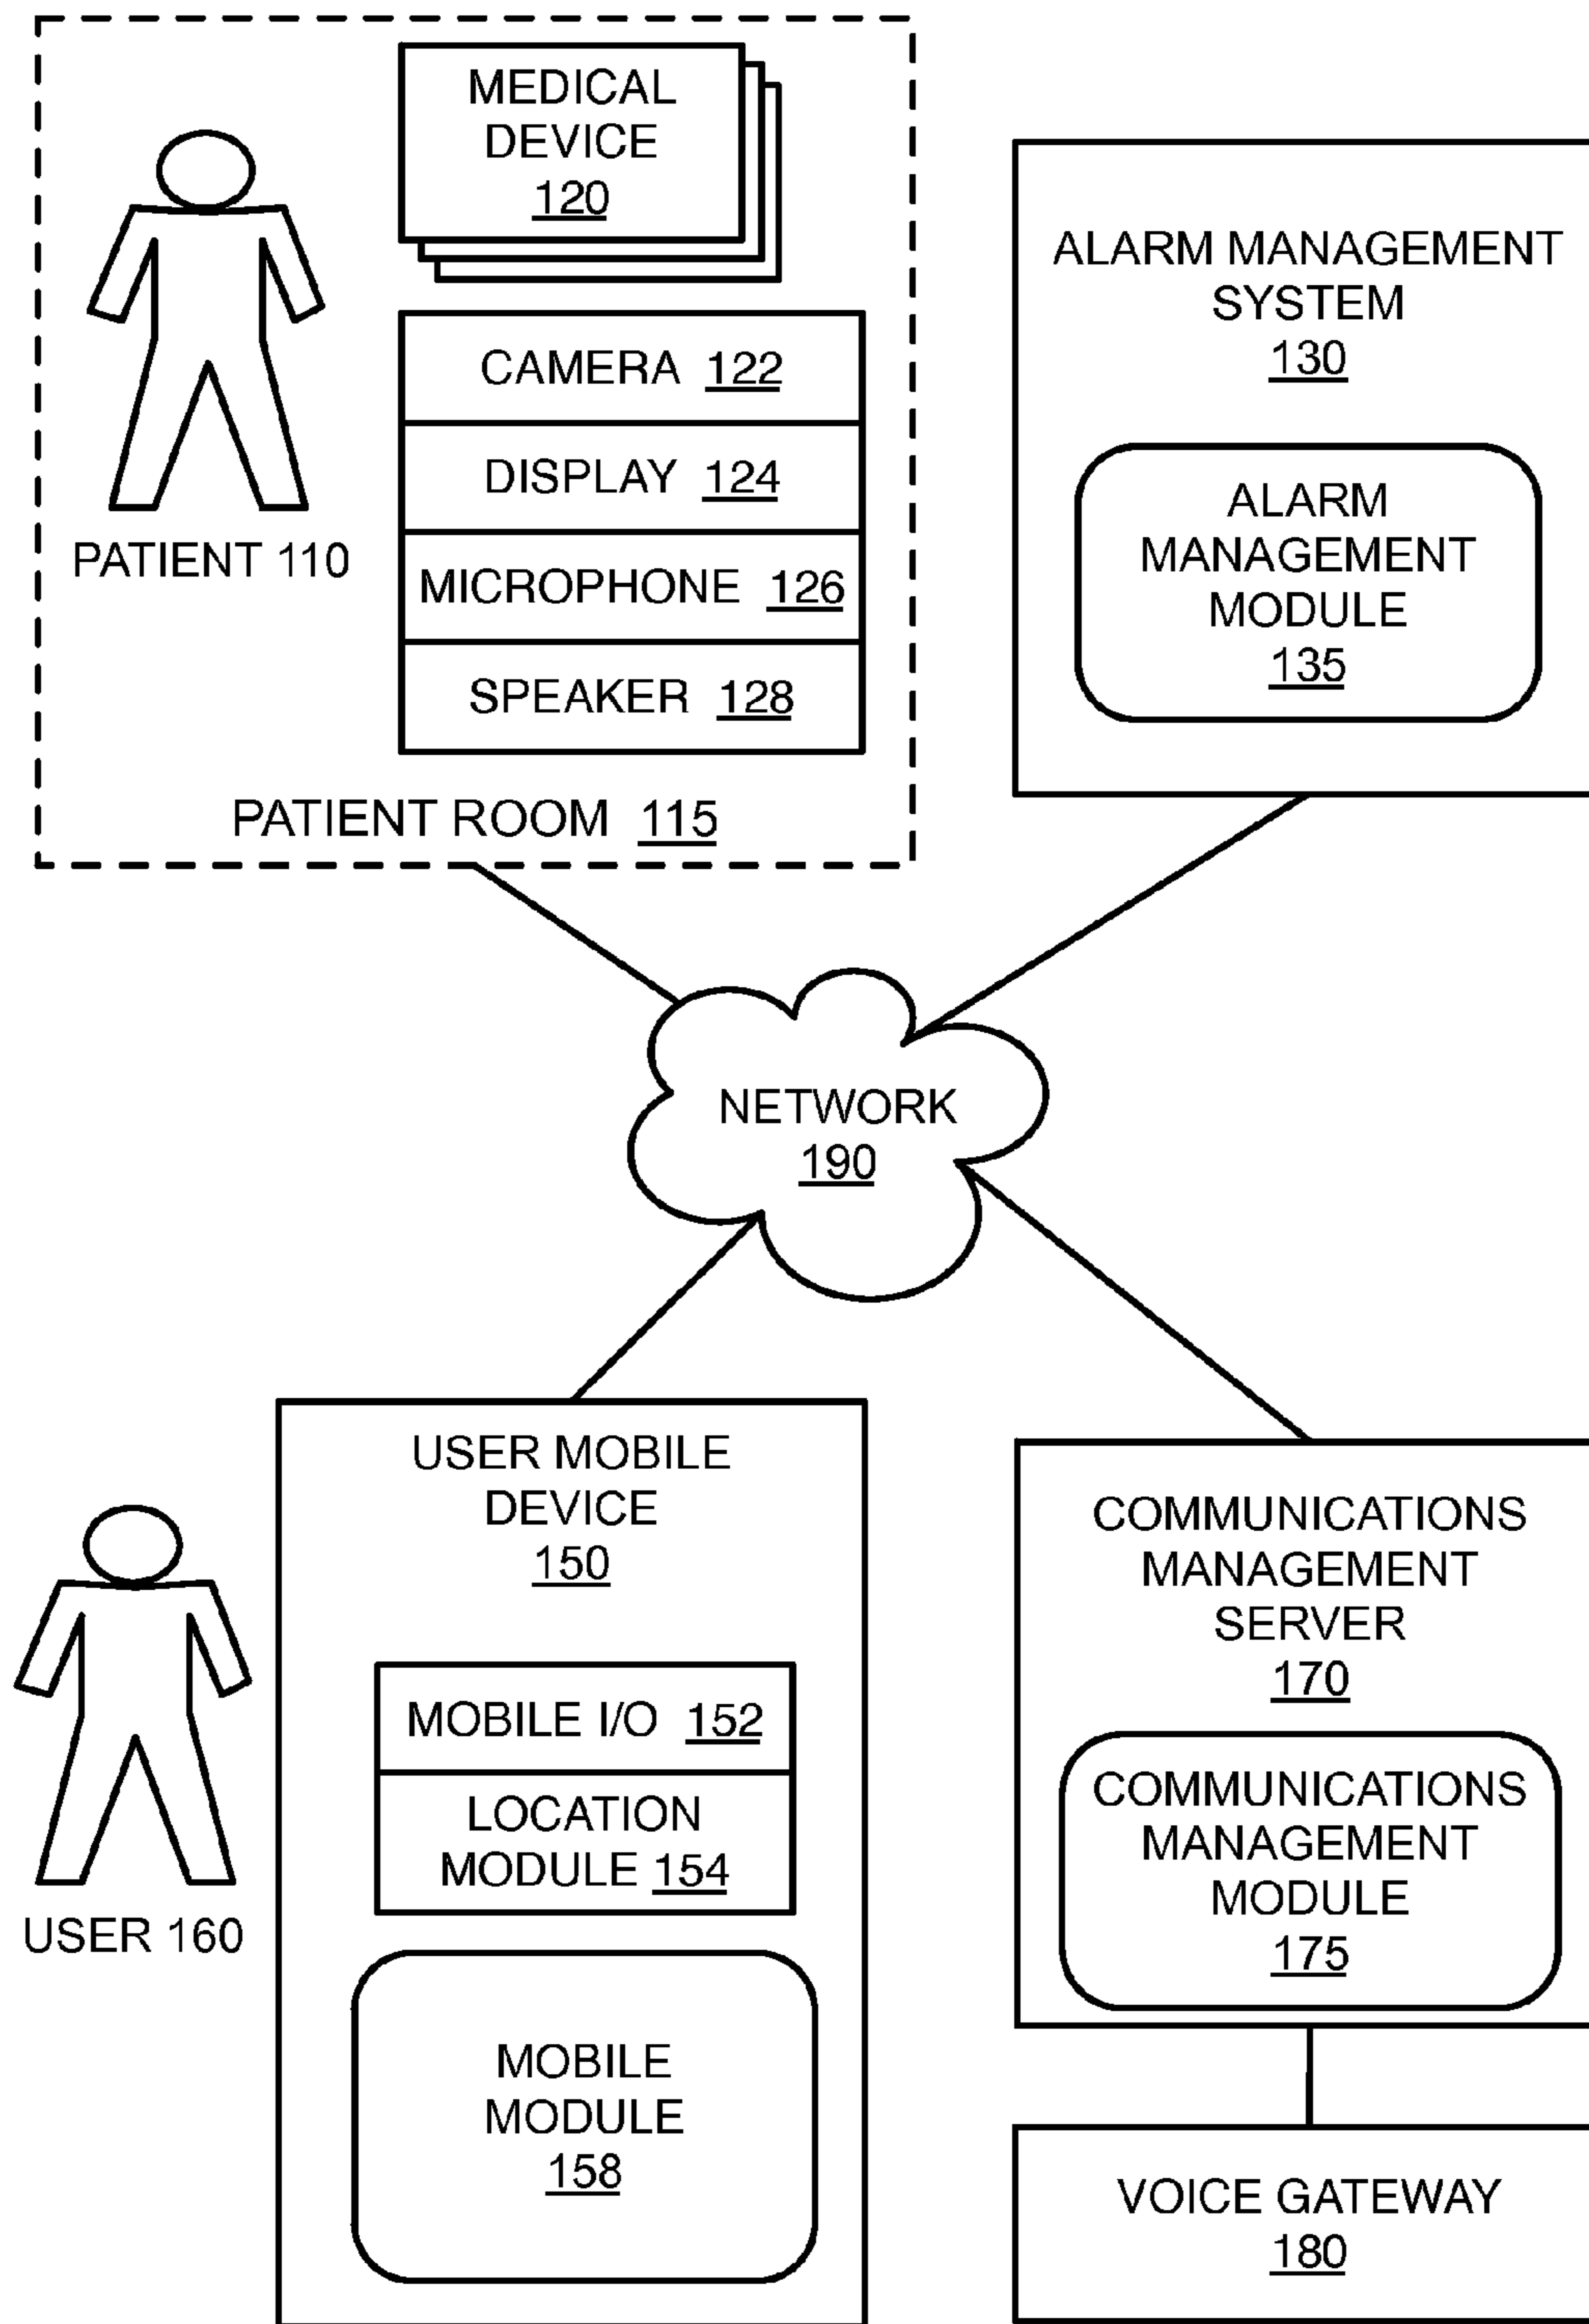 MEDICAL
DEVICE
120
CAMERA 122
DISPLAY 124
MICROPHONE 126
SPEAKER 128
PATIENT 110
PATIENT ROOM 115
ALARM MANAGEMENT
SYSTEM
130
ALARM
MANAGEMENT
MODULE
135
NETWORK
190
USER MOBILE
DEVICE
150
MOBILE I/O 152
LOCATION
MODULE 154
MOBILE
MODULE
158
USER 160
COMMUNICATIONS
MANAGEMENT
SERVER
170
COMMUNICATIONS
MANAGEMENT
MODULE
175
VOICE GATEWAY
180